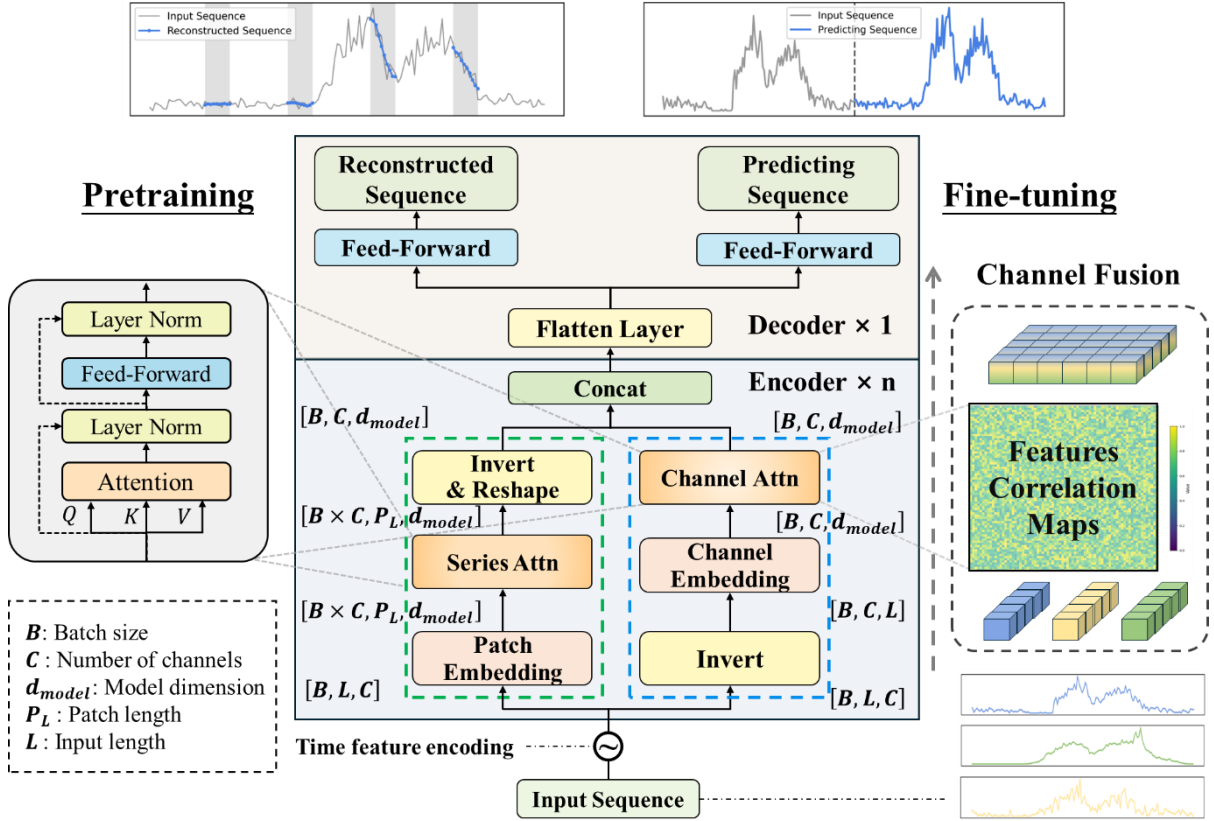 Input Sequence
Reconstructed Sequence
Input Sequence
Predicting Sequence
Pretraining
Fine-tuning
Reconstructed
Sequence
Predicting
Sequence
Feed-Forward
Feed-Forward
Flatten Layer
Decoder × 1
Concat
Encoder × n
[B, C, d_model]
[B, C, d_model]
Invert
& Reshape
Channel Attn
[B × C, P_L, d_model]
[B, C, d_model]
Series Attn
Channel
Embedding
[B × C, P_L, d_model]
[B, C, L]
Patch
Embedding
Invert
[B, L, C]
[B, L, C]
Time feature encoding
Input Sequence
Layer Norm
Feed-Forward
Layer Norm
Attention
Q K V
B: Batch size
C : Number of channels
d_model: Model dimension
P_L : Patch length
L : Input length
Channel Fusion
Features
Correlation
Maps